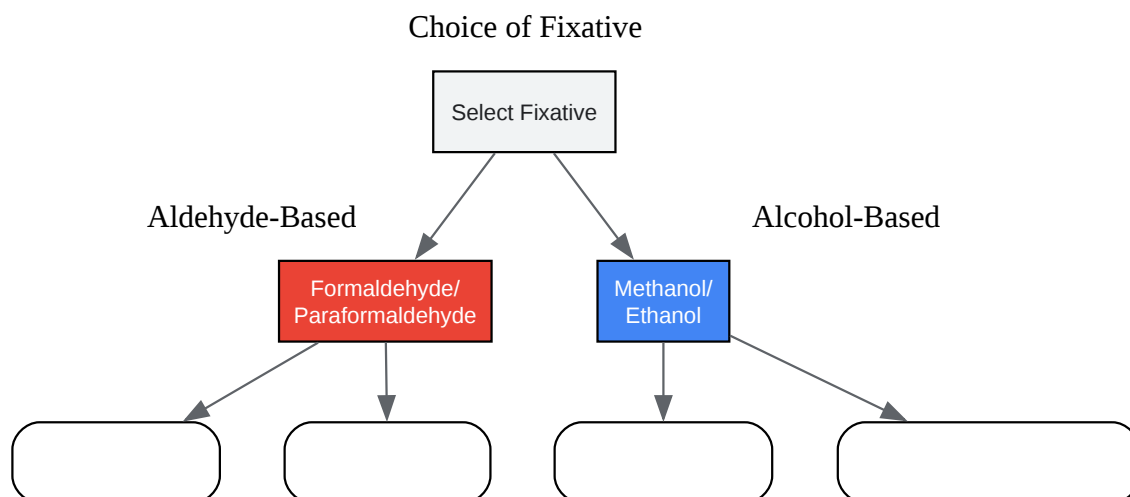 Choice of Fixative
Select Fixative
Aldehyde-Based
Alcohol-Based
Formaldehyde/
Paraformaldehyde
Methanol/
Ethanol